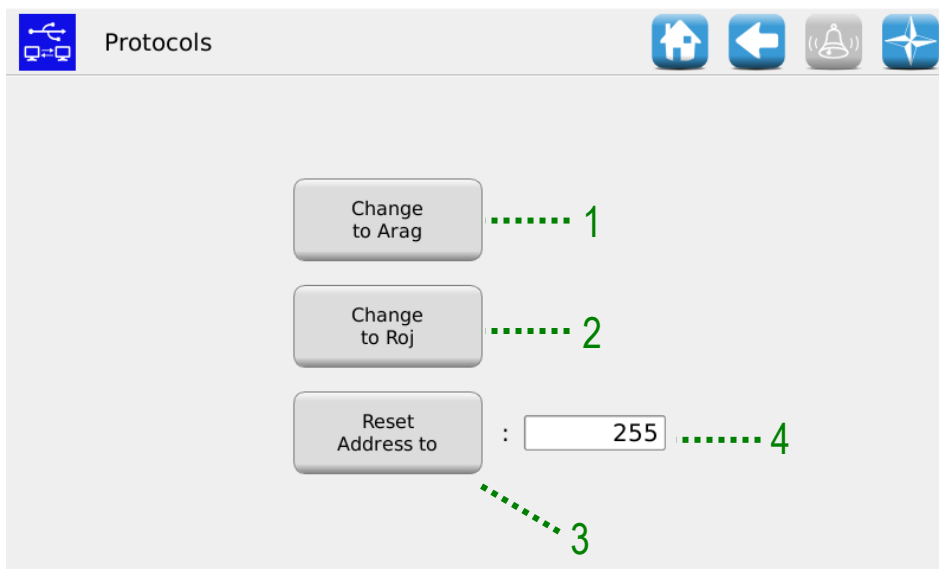 Protocols
Change
to Arag
1
Change
to Roj
2
Reset
Address to
:
255
4
3